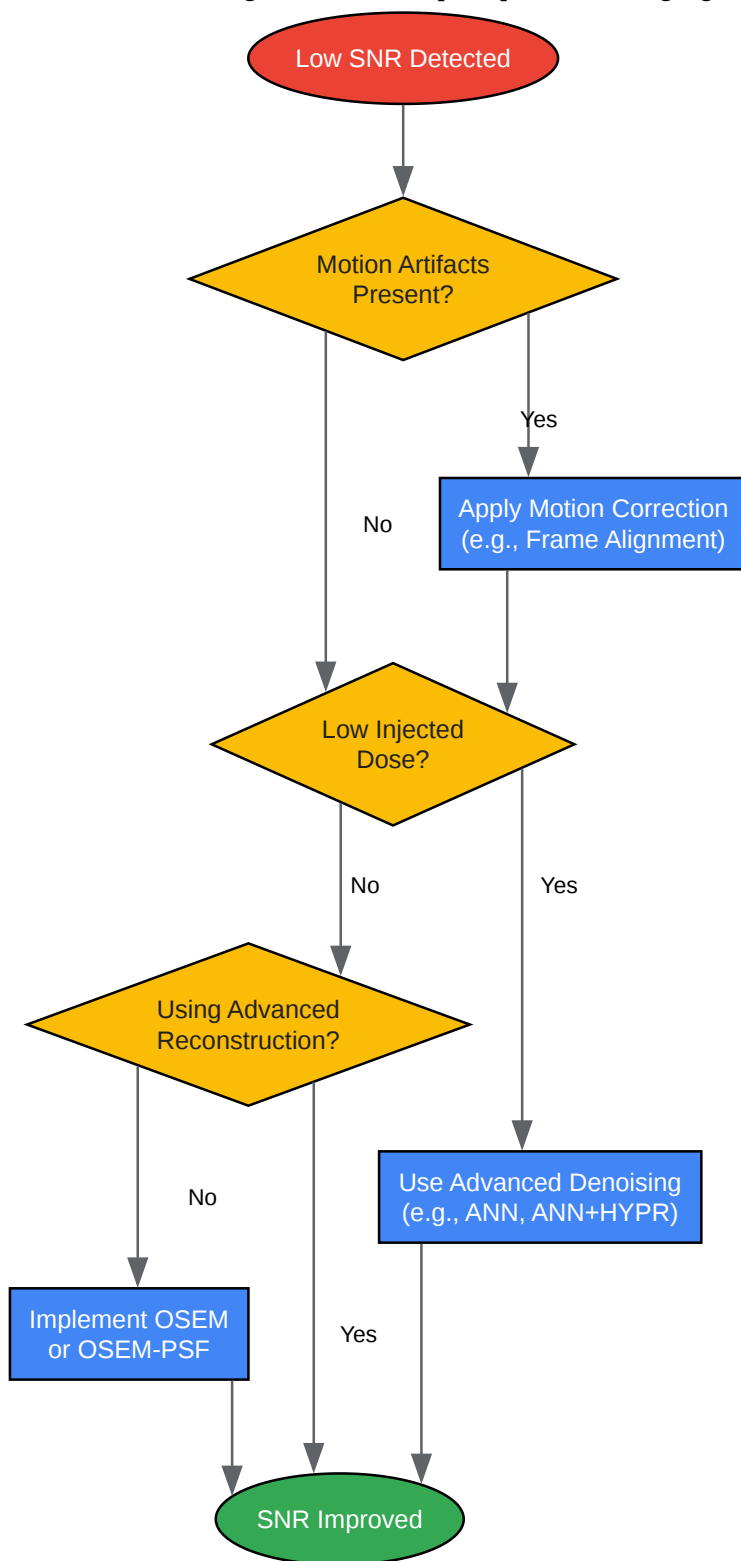 Low SNR Detected
Motion Artifacts
Present?
Yes
No
Apply Motion Correction
(e.g., Frame Alignment)
Low Injected
Dose?
No
Yes
Using Advanced
Reconstruction?
No
Use Advanced Denoising
(e.g., ANN, ANN+HYPR)
Implement OSEM
or OSEM-PSF
Yes
SNR Improved